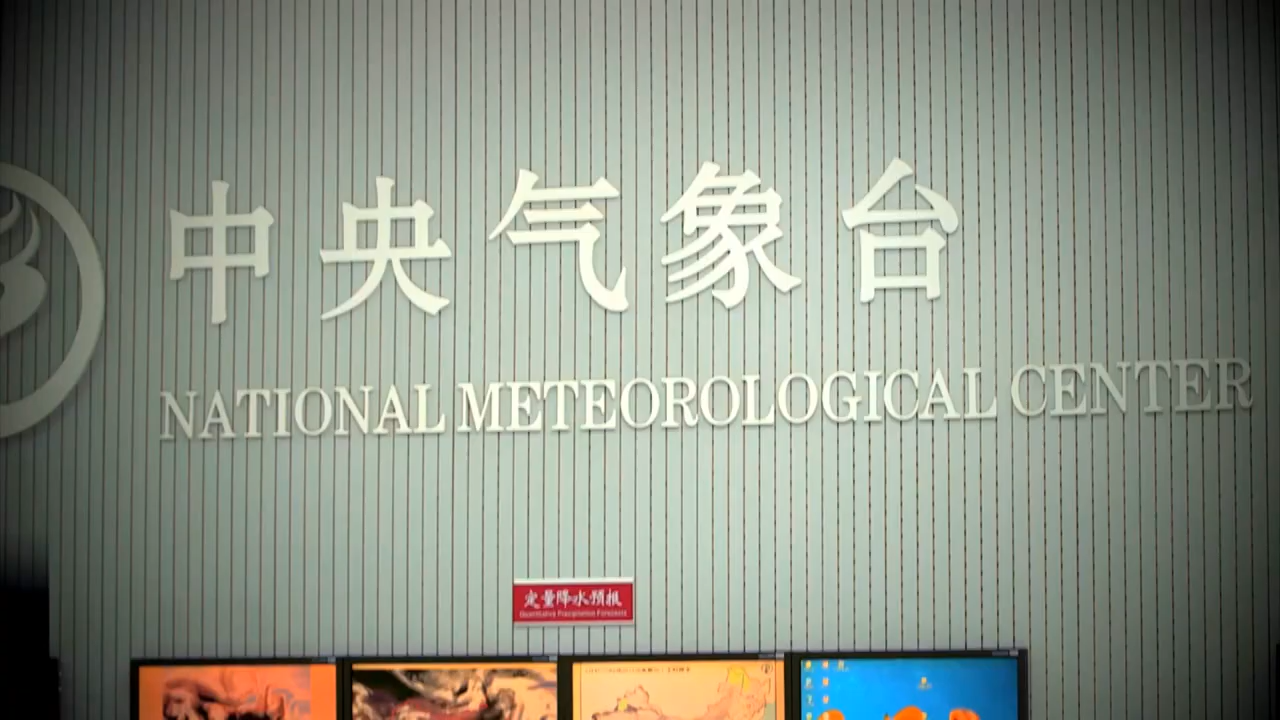 中央气象台
NATIONAL METEOROLOGICAL CENTER
定量降水预报
Quantitative Precipitation Forecasts